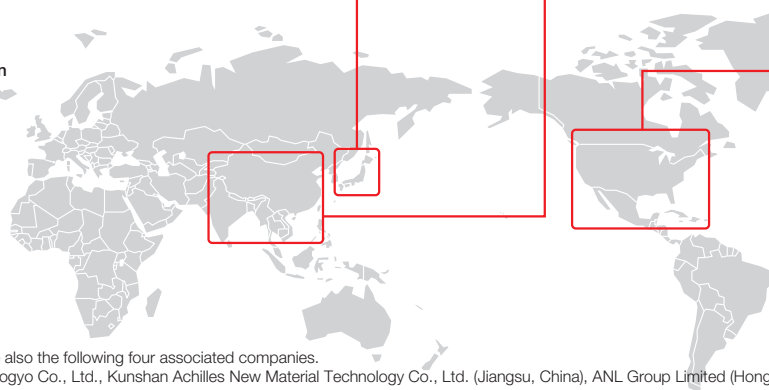 n
also the following four associated companies.
ogyo Co., Ltd., Kunshan Achilles New Material Technology Co., Ltd. (Jiangsu, China), ANL Group Limited (Hong